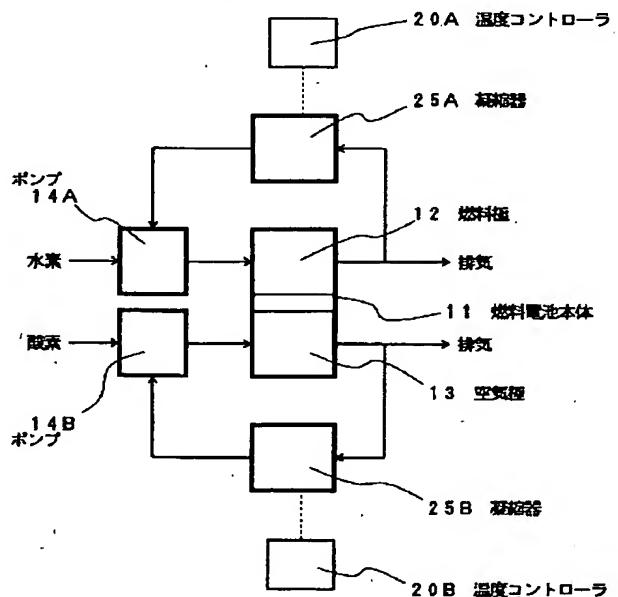 20A 温度コントローラ
25A 凝縮器
ポンプ
14A
12 燃料極
水素
排気
11 燃料電池本体
酸素
排気
13 空気極
14B
ポンプ
25B 凝縮器
20B 温度コントローラ